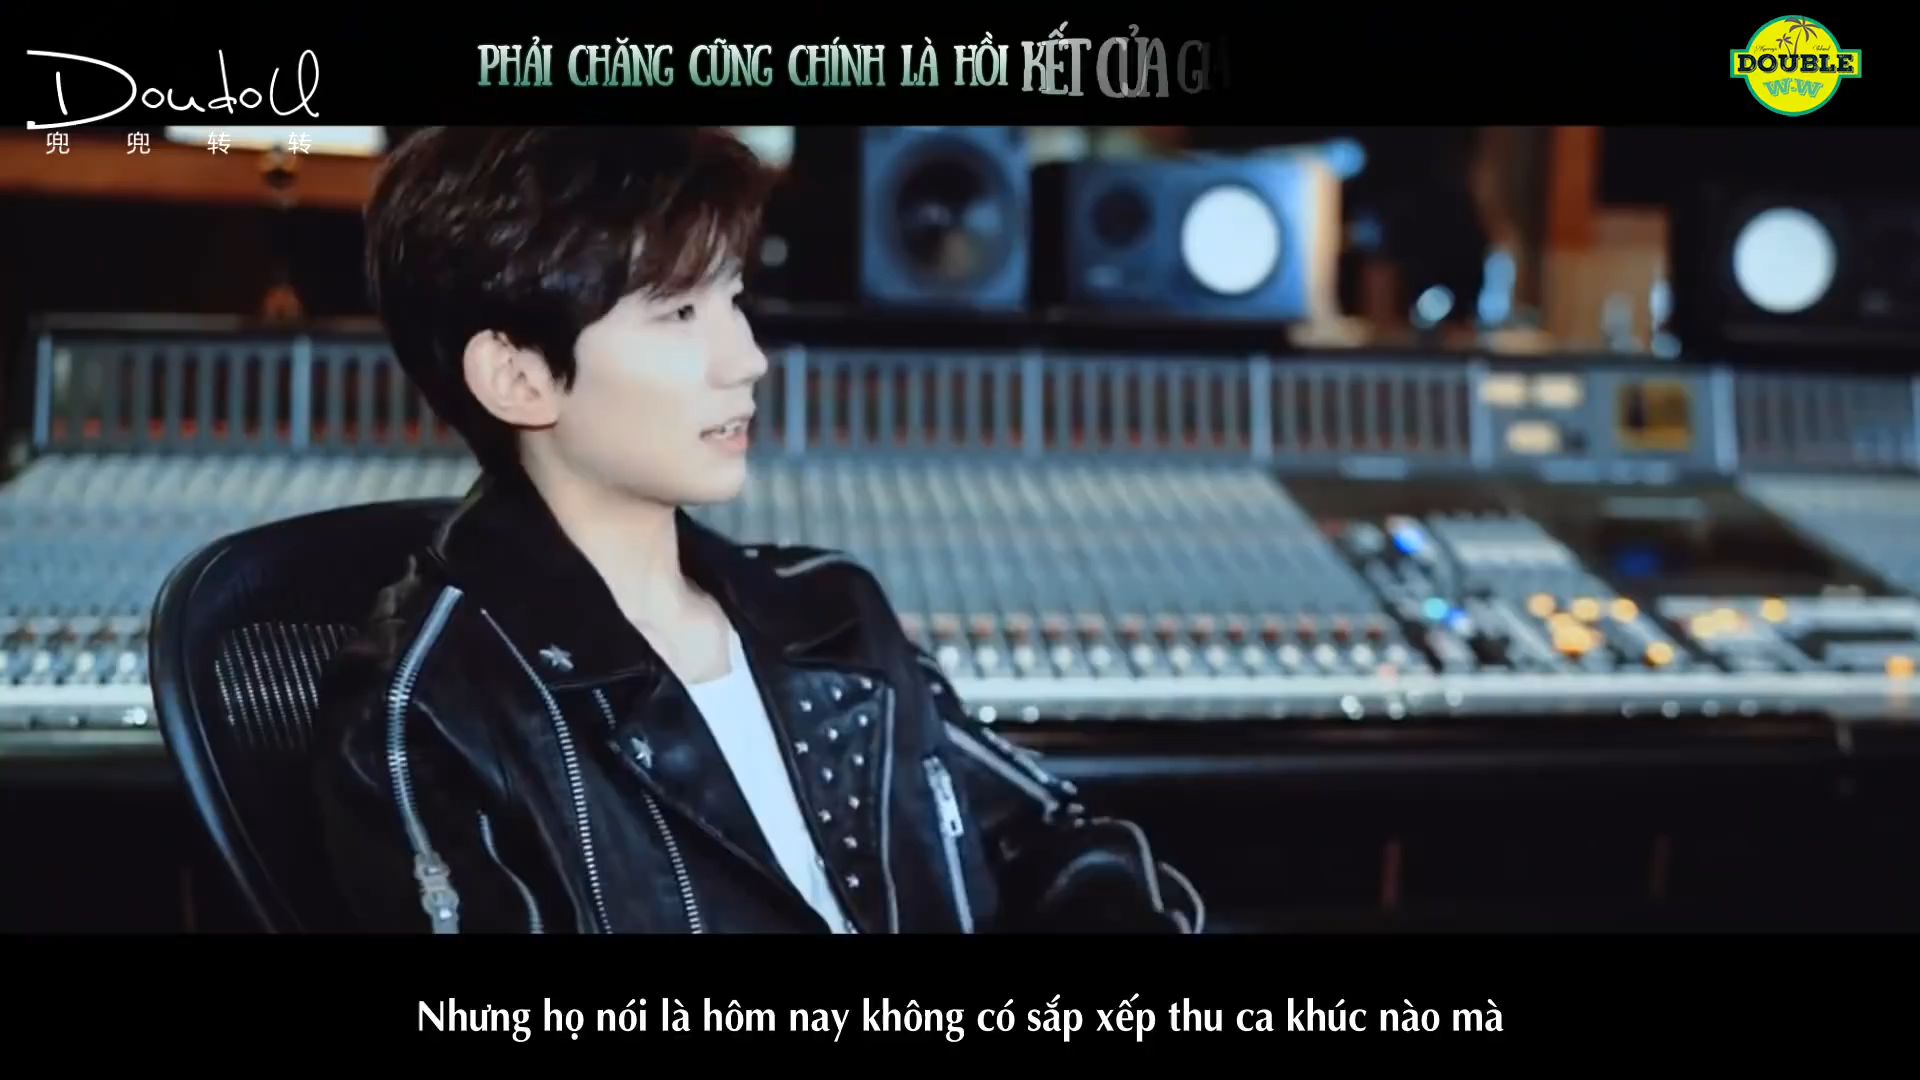 Doudou
兜 兜 转 转
PHẢI CHĂNG CŨNG CHÍNH LÀ HỒI KẾT CỦA
DOUBLE
W-W
Nhưng họ nói là hôm nay không có sắp xếp thu ca khúc nào mà